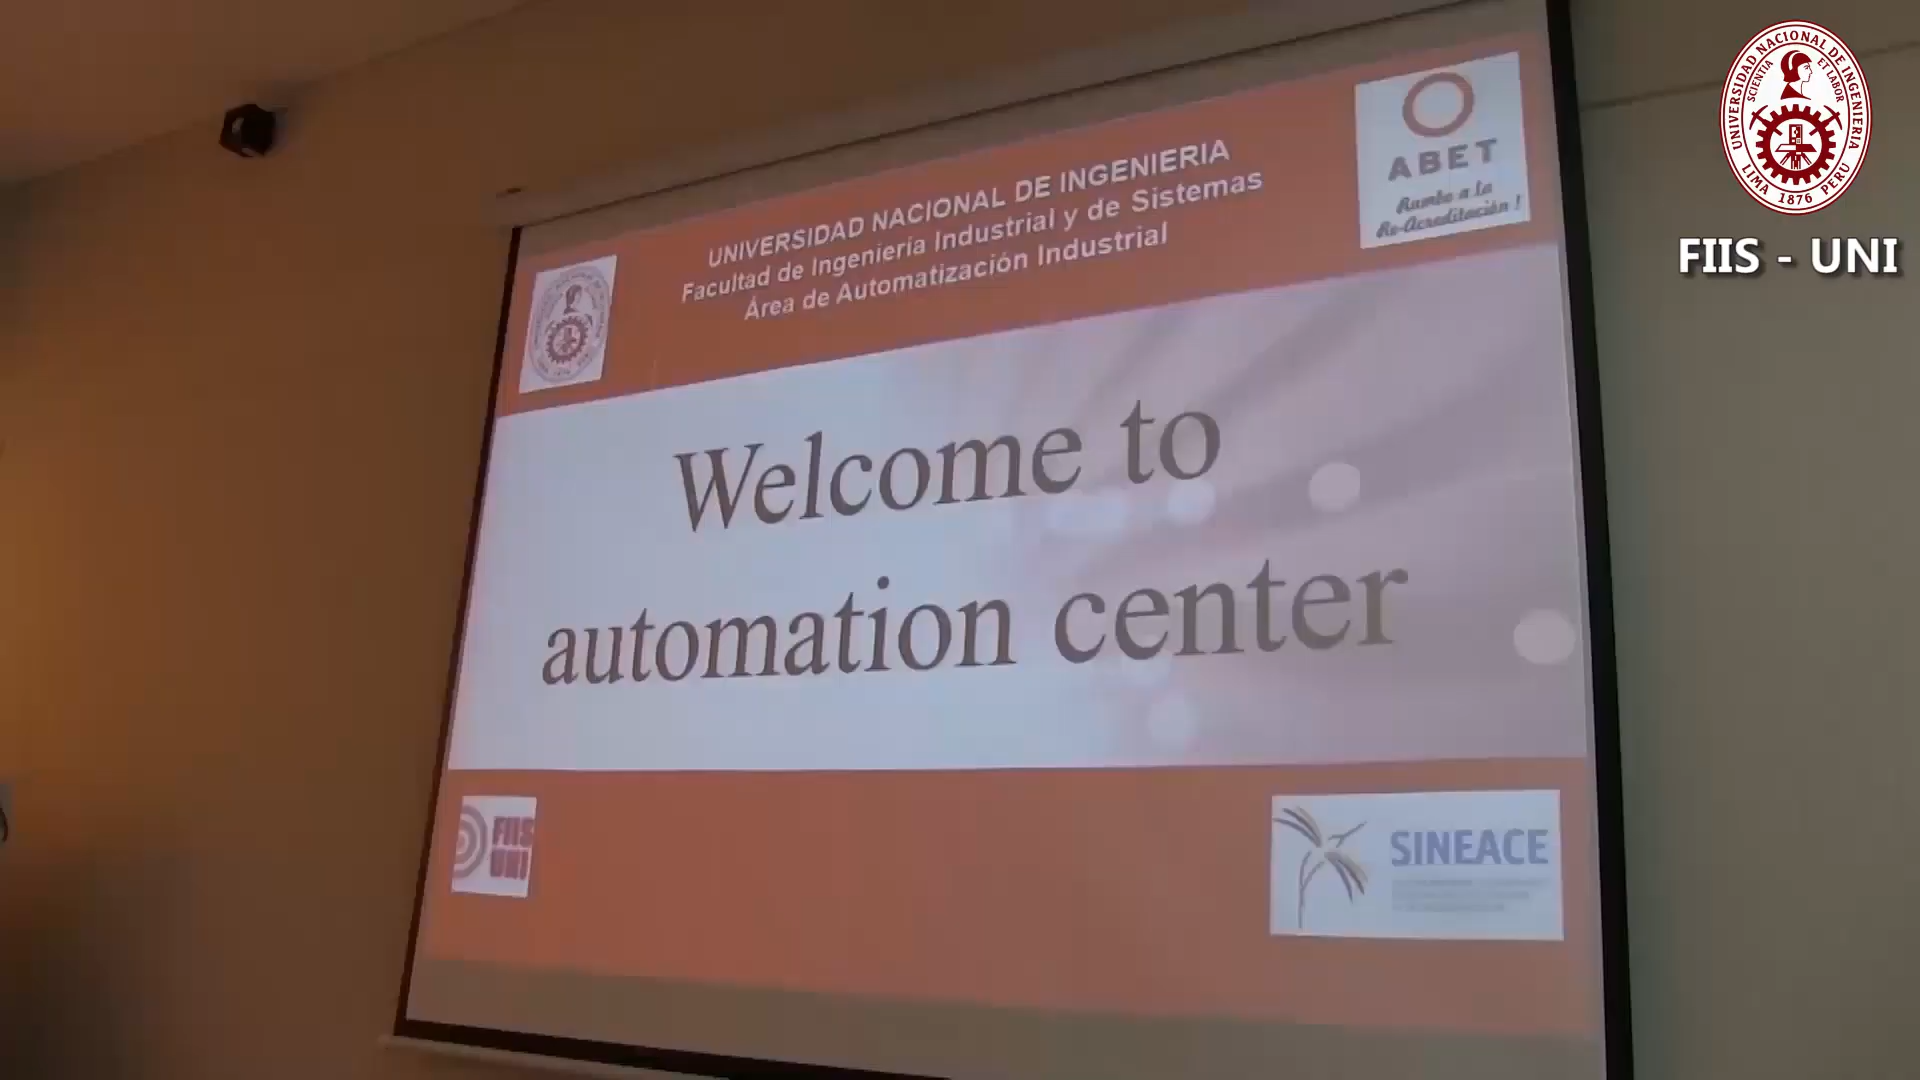 UNIVERSIDAD NACIONAL DE INGENIERIA
Facultad de Ingeniería Industrial y de Sistemas
Área de Automatización Industrial
ABET
Rumbo a la
Re-Acreditación !
Welcome to
automation center
FIIS
UNI
SINEACE
UNIVERSIDAD NACIONAL DE INGENIERIA
SCIENTIA ET LABOR
LIMA 1876 PERU
FIIS - UNI